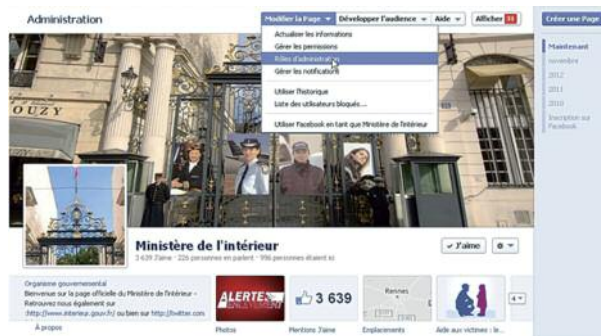 Administration
Modifier la Page
Développer l'audience
Aide
Afficher
Créer une Page
Actualiser les informations
Gérer les permissions
Rôles d'administration
Gérer les notifications
Utiliser l'historique
Liste des utilisateurs bloqués...
Utiliser Facebook en tant que Ministère de l'intérieur
Maintenant
novembre
2012
2011
2010
Inscription sur
Facebook
OUZY
Ministère de l'intérieur
3 639 J'aime · 226 personnes en parlent · 996 personnes étaient ici
J'aime
Organisme gouvernemental
Bienvenue sur la page officielle du Ministère de l'Intérieur -
Retrouvez nous également sur
:http://www.interieur.gouv.fr/ ou bien sur http://twitter.com
À propos
ALERTE
ENLÈVEMENT
3 639
Rennes
4
Photos
Mentions J'aime
Emplacements
Aide aux victimes : le...